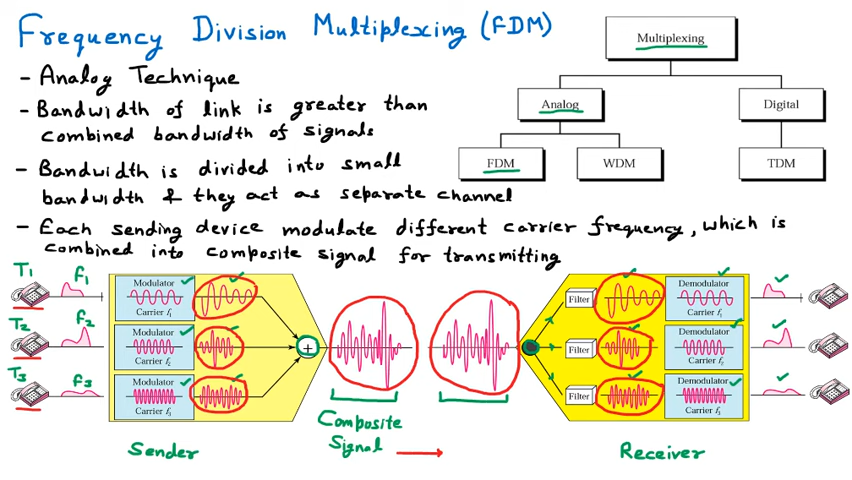 Frequency Division Multiplexing (FDM)
Multiplexing
- Analog Technique
Analog
Digital
- Bandwidth of link is greater than
combined bandwidth of signals
FDM
WDM
TDM
- Bandwidth is divided into small
bandwidth & they act as separate channel
- Each sending device modulate different carrier frequency, which is
combined into composite signal for transmitting
T1
f1
Modulator
Carrier f1
T2
f2
Modulator
Carrier f2
T3
f3
Modulator
Carrier f3
+
Filter
Demodulator
Carrier f1
Filter
Demodulator
Carrier f2
Filter
Demodulator
Carrier f3
Composite
Signal
Sender
Receiver